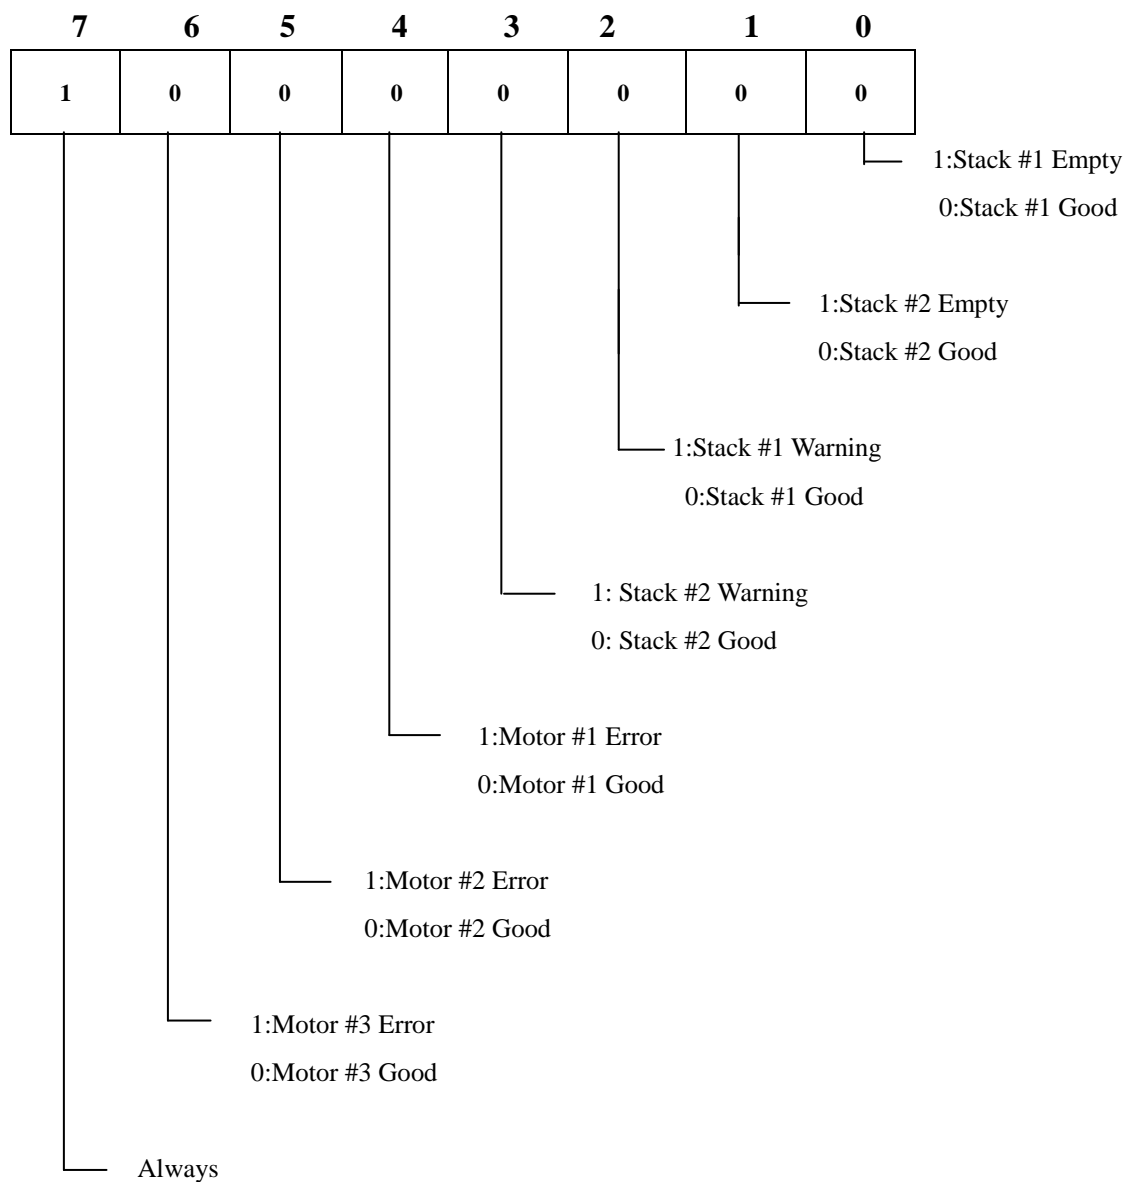 7 6 5 4 3 2 1 0
1 0 0 0 0 0 0 0
1:Stack #1 Empty
0:Stack #1 Good
1:Stack #2 Empty
0:Stack #2 Good
1:Stack #1 Warning
0:Stack #1 Good
1: Stack #2 Warning
0: Stack #2 Good
1:Motor #1 Error
0:Motor #1 Good
1:Motor #2 Error
0:Motor #2 Good
1:Motor #3 Error
0:Motor #3 Good
Always